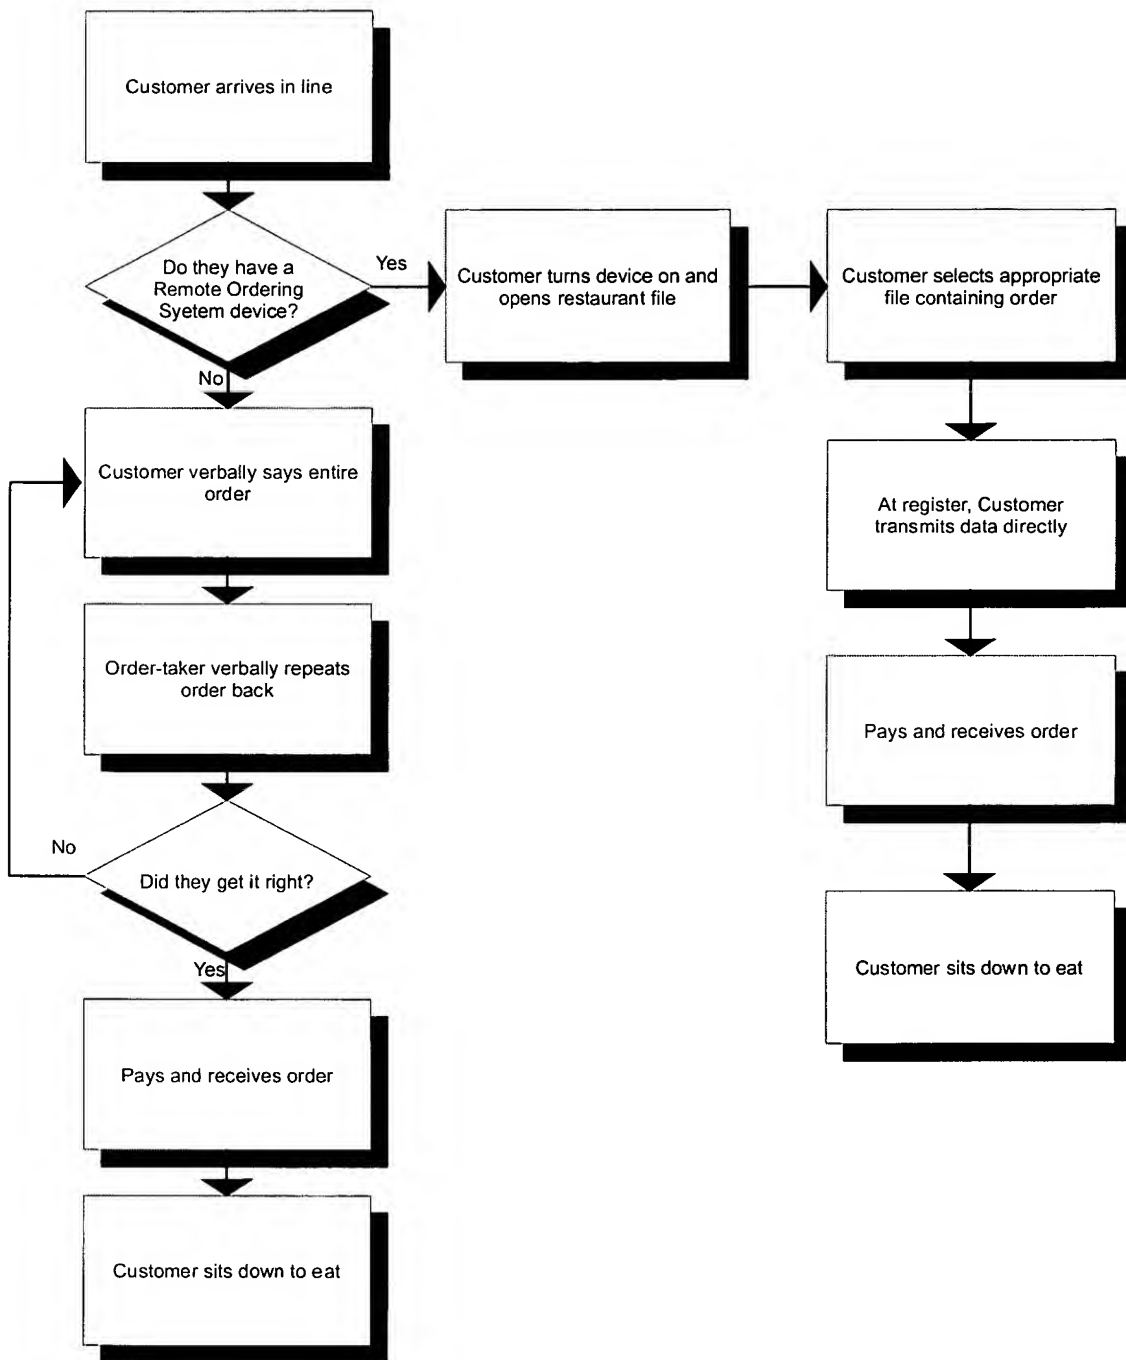 Customer arrives in line
Do they have a
Remote Ordering
Syetem device?
Yes
Customer turns device on and
opens restaurant file
Customer selects appropriate
file containing order
No
Customer verbally says entire
order
At register, Customer
transmits data directly
Order-taker verbally repeats
order back
Pays and receives order
No
Did they get it right?
Yes
Customer sits down to eat
Pays and receives order
Customer sits down to eat